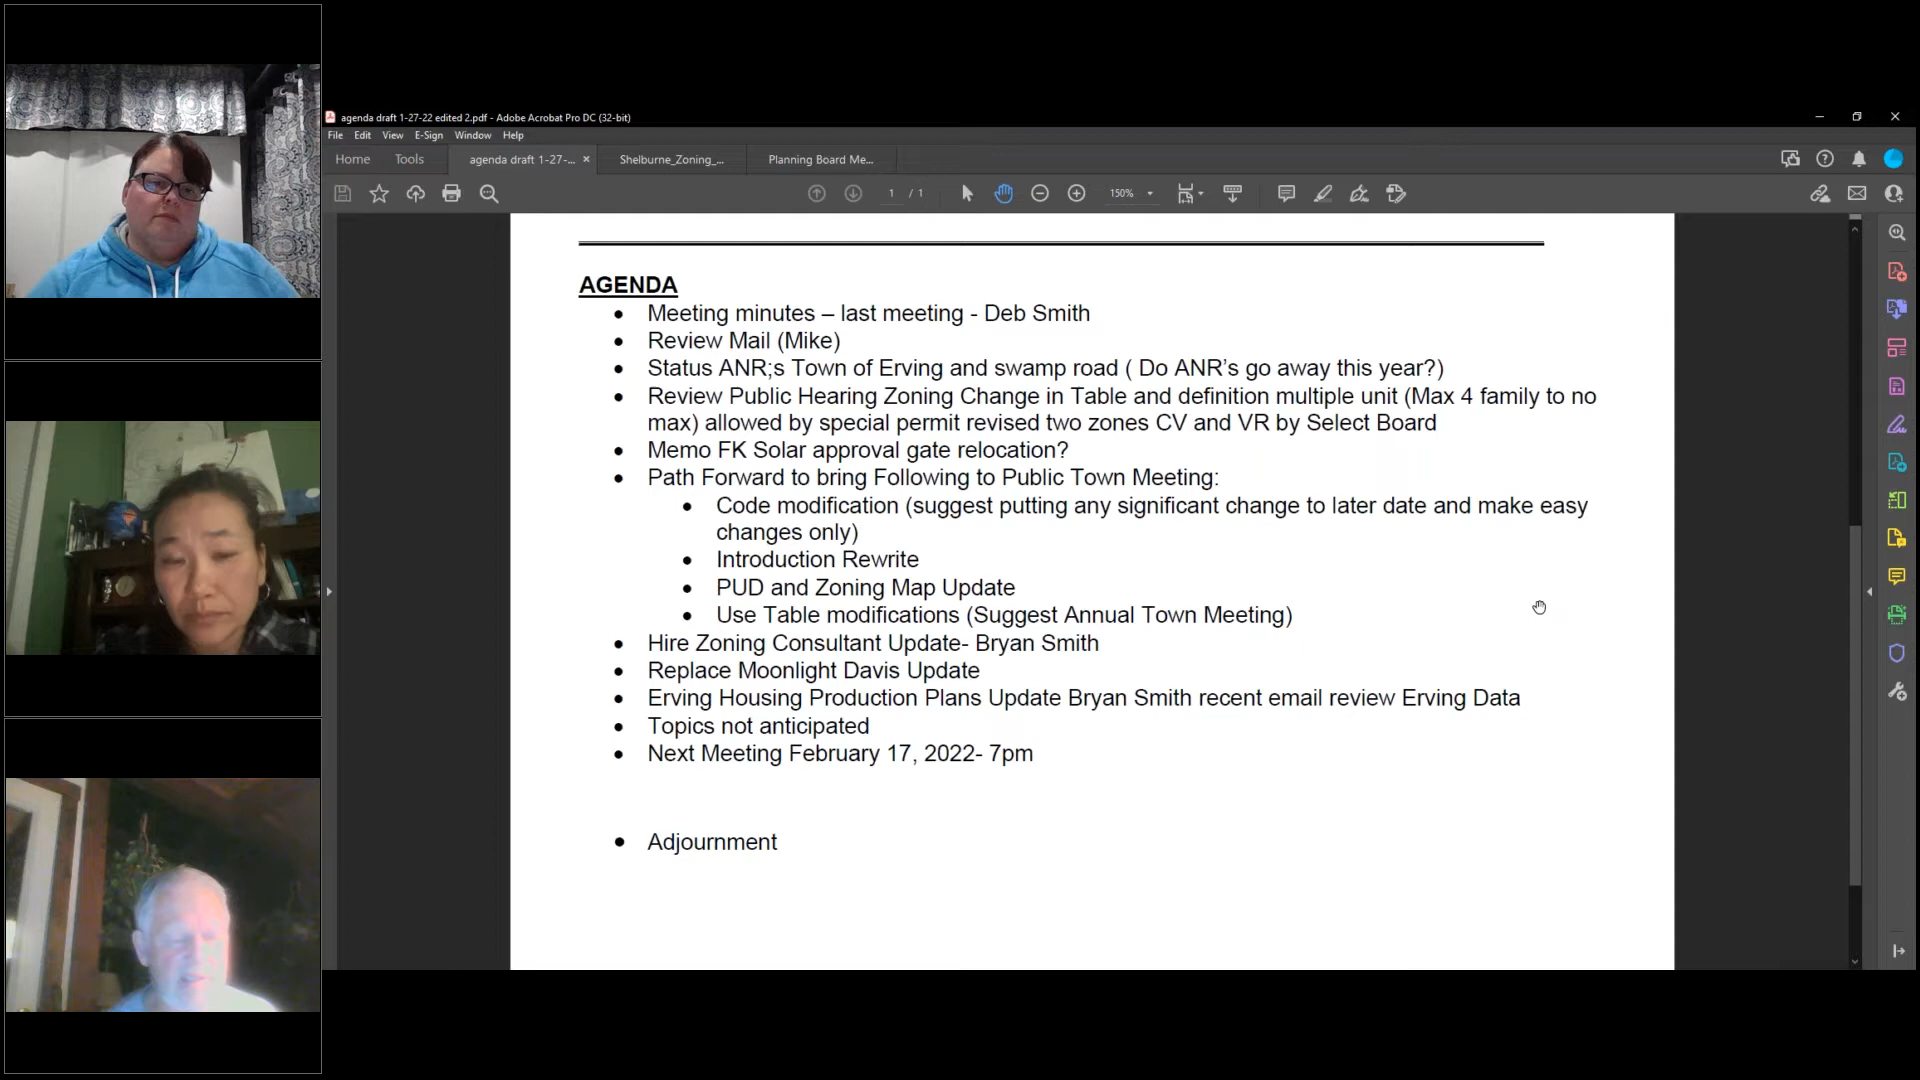 agenda draft 1-27-22 edited 2.pdf - Adobe Acrobat Pro DC (32-bit)
File Edit View E-Sign Window Help
Home Tools agenda draft 1-27-... × Shelburne_Zoning_... Planning Board Me...
1 / 1 150%
AGENDA
• Meeting minutes – last meeting - Deb Smith
• Review Mail (Mike)
• Status ANR;s Town of Erving and swamp road ( Do ANR’s go away this year?)
• Review Public Hearing Zoning Change in Table and definition multiple unit (Max 4 family to no
max) allowed by special permit revised two zones CV and VR by Select Board
• Memo FK Solar approval gate relocation?
• Path Forward to bring Following to Public Town Meeting:
• Code modification (suggest putting any significant change to later date and make easy
changes only)
• Introduction Rewrite
• PUD and Zoning Map Update
• Use Table modifications (Suggest Annual Town Meeting)
• Hire Zoning Consultant Update- Bryan Smith
• Replace Moonlight Davis Update
• Erving Housing Production Plans Update Bryan Smith recent email review Erving Data
• Topics not anticipated
• Next Meeting February 17, 2022- 7pm
• Adjournment